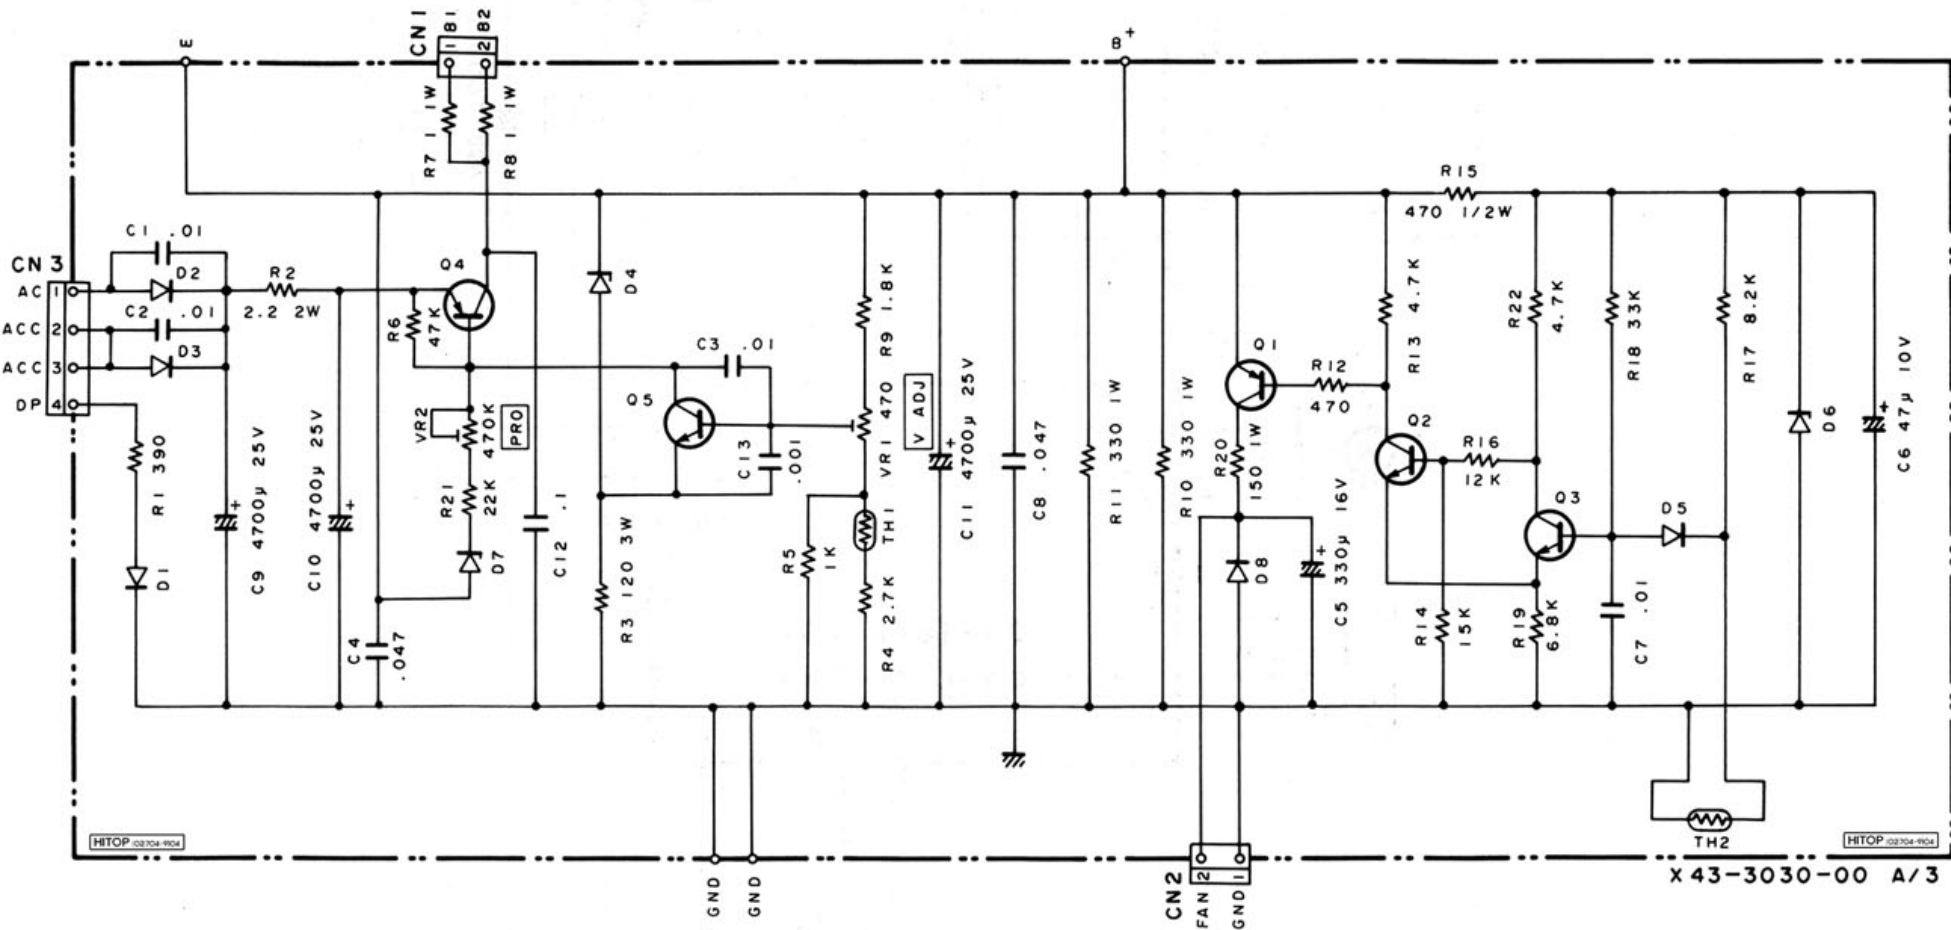 E
CN1
1 B1
2 B2
B+
R7 1 1W
R8 1 1W
R15
470 1/2W
CN3
AC 1
ACC 2
ACC 3
DP 4
C1 .01
D2
C2 .01
D3
R2
2.2 2W
Q4
R6
47K
D4
C3 .01
Q5
C13
.001
R9 1.8K
VR1 470
V ADJ
VR2
470K
PRO
R21
22K
D7
C12 .1
R1 390
D1
C9 4700μ 25V
+
C10 4700μ 25V
+
C4
.047
R3 120 3W
R5
1K
TH1
R4 2.7K
C11 4700μ 25V
+
C8 .047
R11 330 1W
R10 330 1W
Q1
R12
470
R20
150 1W
D8
C5 330μ 16V
+
R13 4.7K
Q2
R16
12K
R14
15K
R22
4.7K
Q3
R19
6.8K
R18 33K
D5
C7 .01
R17 8.2K
D6
C6 47μ 10V
+
TH2
HITOP 02704-9104
HITOP 02704-9104
GND
GND
CN2
FAN 2
GND 1
X43-3030-00 A/3